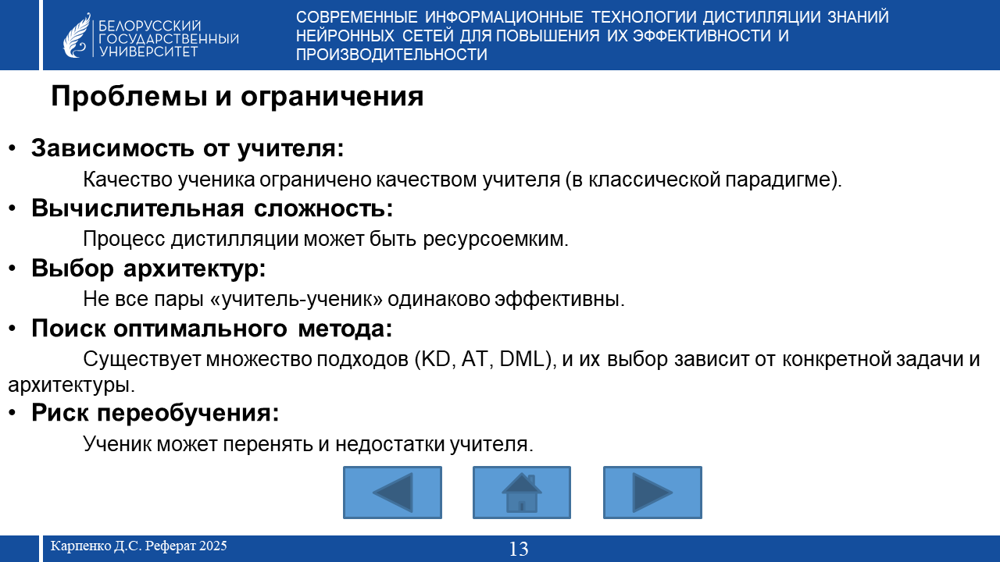 БЕЛОРУССКИЙ
ГОСУДАРСТВЕННЫЙ
УНИВЕРСИТЕТ
СОВРЕМЕННЫЕ ИНФОРМАЦИОННЫЕ ТЕХНОЛОГИИ ДИСТИЛЛЯЦИИ ЗНАНИЙ
НЕЙРОННЫХ СЕТЕЙ ДЛЯ ПОВЫШЕНИЯ ИХ ЭФФЕКТИВНОСТИ И
ПРОИЗВОДИТЕЛЬНОСТИ
Проблемы и ограничения
• Зависимость от учителя:
Качество ученика ограничено качеством учителя (в классической парадигме).
• Вычислительная сложность:
Процесс дистилляции может быть ресурсоемким.
• Выбор архитектур:
Не все пары «учитель-ученик» одинаково эффективны.
• Поиск оптимального метода:
Существует множество подходов (KD, AT, DML), и их выбор зависит от конкретной задачи и
архитектуры.
• Риск переобучения:
Ученик может перенять и недостатки учителя.
Карпенко Д.С. Реферат 2025
13